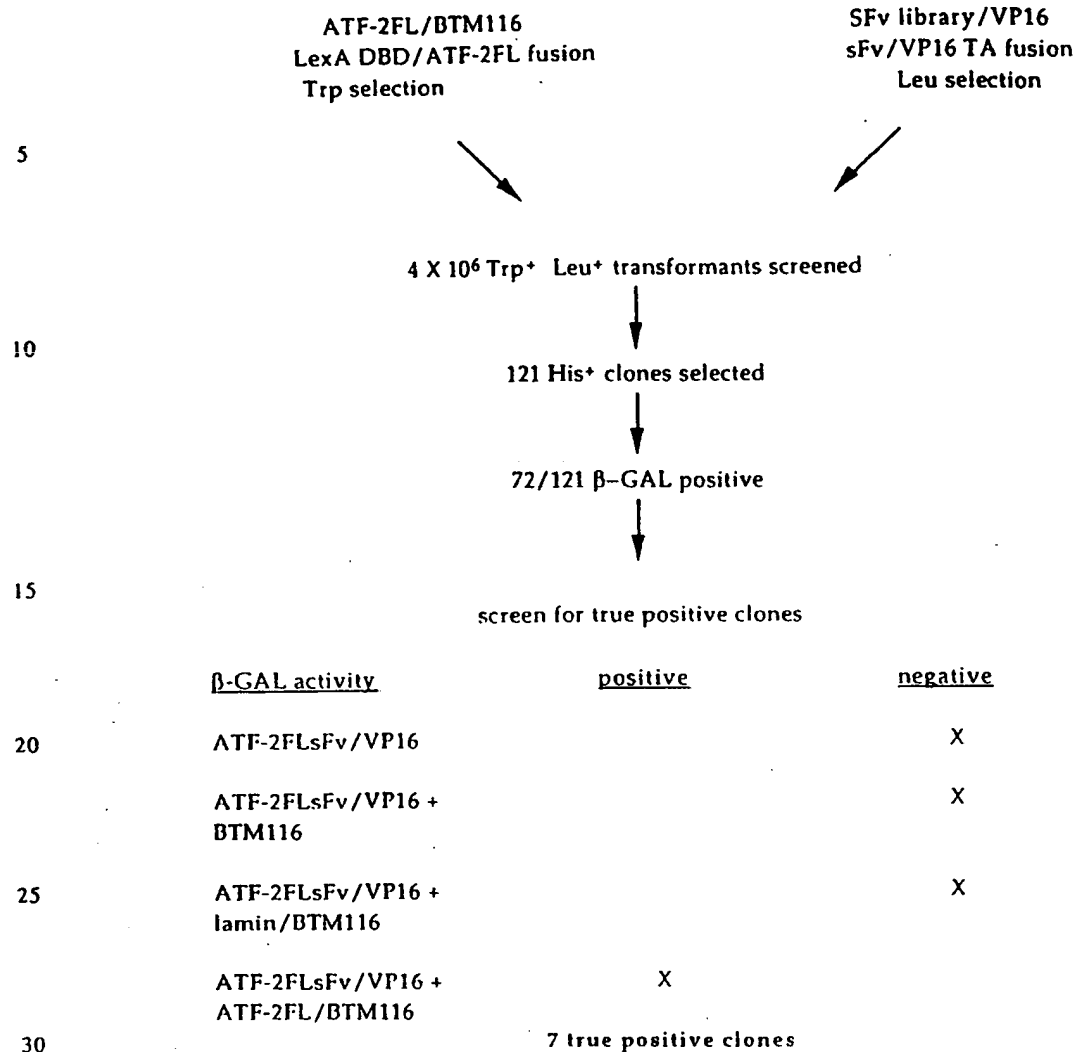 ATF-2FL/BTM116
LexA DBD/ATF-2FL fusion
Trp selection
SFv library/VP16
sFv/VP16 TA fusion
Leu selection
5
4 X 10⁶ Trp⁺ Leu⁺ transformants screened
10
121 His⁺ clones selected
72/121 β–GAL positive
15
screen for true positive clones
β-GAL activity positive negative
20 ATF-2FLsFv/VP16 X
ATF-2FLsFv/VP16 + X
BTM116
25 ATF-2FLsFv/VP16 + X
lamin/BTM116
ATF-2FLsFv/VP16 + X
ATF-2FL/BTM116
30 7 true positive clones